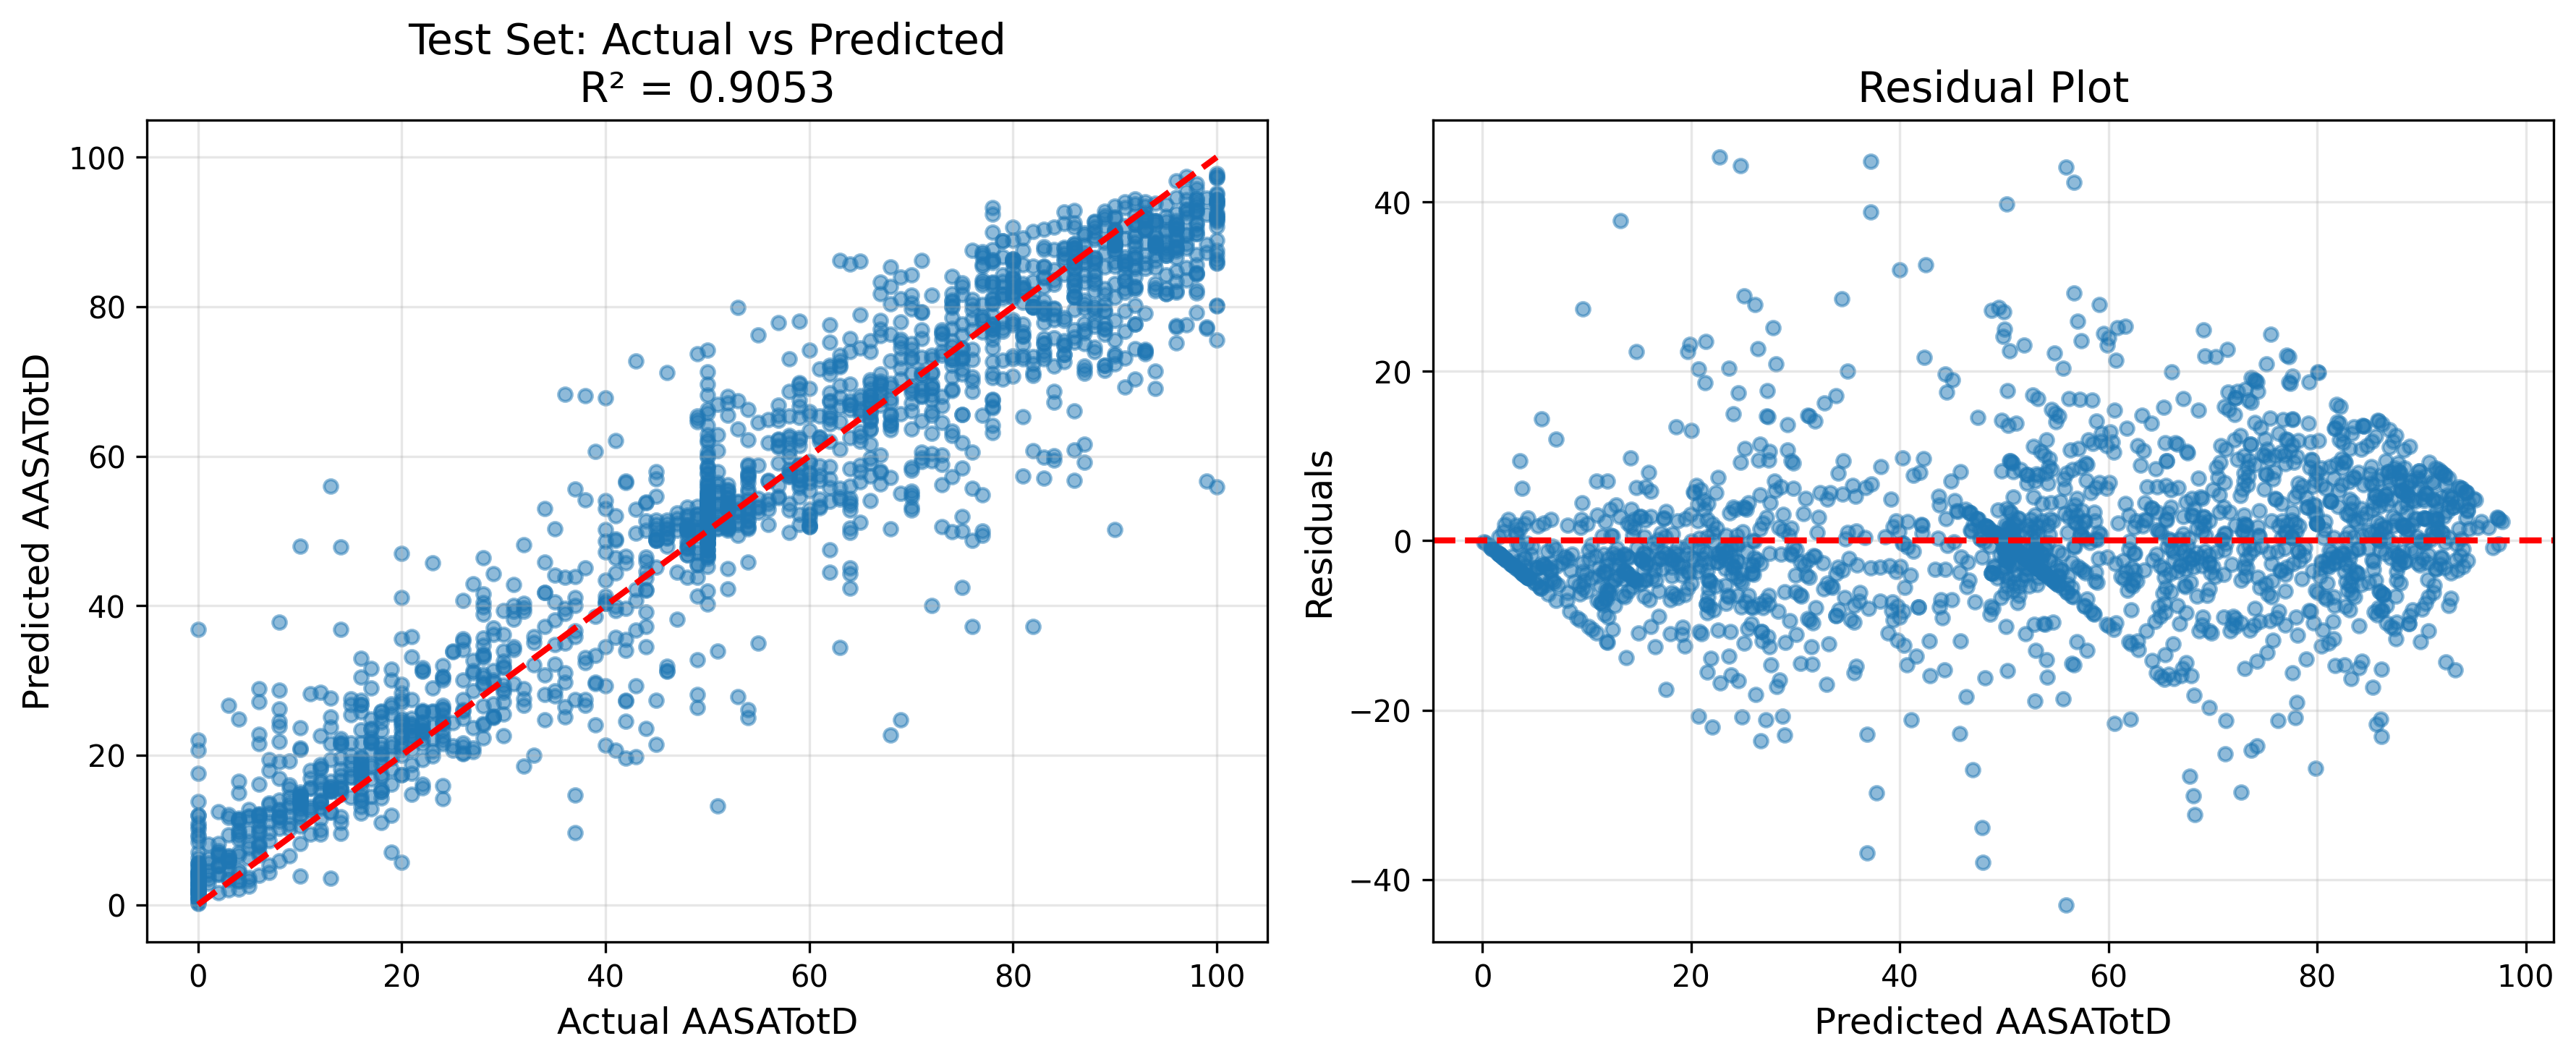 Test Set: Actual vs Predicted
R² = 0.9053
100
80
60
40
20
0
Predicted AASATotD
0 20 40 60 80 100
Actual AASATotD
Residual Plot
40
20
0
−20
−40
Residuals
0 20 40 60 80 100
Predicted AASATotD